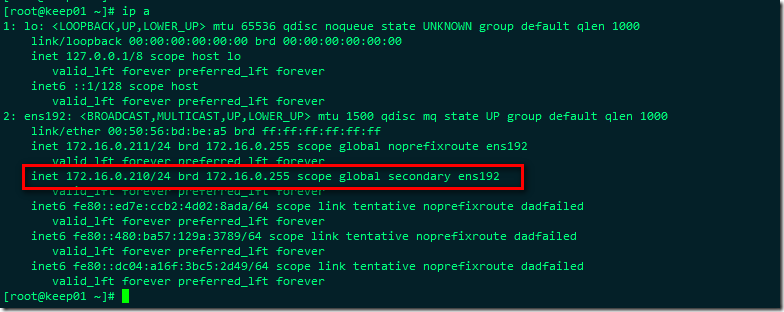 [root@keep01 ~]# ip a
1: lo: <LOOPBACK,UP,LOWER_UP> mtu 65536 qdisc noqueue state UNKNOWN group default qlen 1000
link/loopback 00:00:00:00:00:00 brd 00:00:00:00:00:00
inet 127.0.0.1/8 scope host lo
valid_lft forever preferred_lft forever
inet6 ::1/128 scope host
valid_lft forever preferred_lft forever
2: ens192: <BROADCAST,MULTICAST,UP,LOWER_UP> mtu 1500 qdisc mq state UP group default qlen 1000
link/ether 00:50:56:bd:be:a5 brd ff:ff:ff:ff:ff:ff
inet 172.16.0.211/24 brd 172.16.0.255 scope global noprefixroute ens192
valid_lft forever preferred_lft forever
inet 172.16.0.210/24 brd 172.16.0.255 scope global secondary ens192
valid_lft forever preferred_lft forever
inet6 fe80::ed7e:ccb2:4d02:8ada/64 scope link tentative noprefixroute dadfailed
valid_lft forever preferred_lft forever
inet6 fe80::480:ba57:129a:3789/64 scope link tentative noprefixroute dadfailed
valid_lft forever preferred_lft forever
inet6 fe80::dc04:a16f:3bc5:2d49/64 scope link tentative noprefixroute dadfailed
valid_lft forever preferred_lft forever
[root@keep01 ~]#